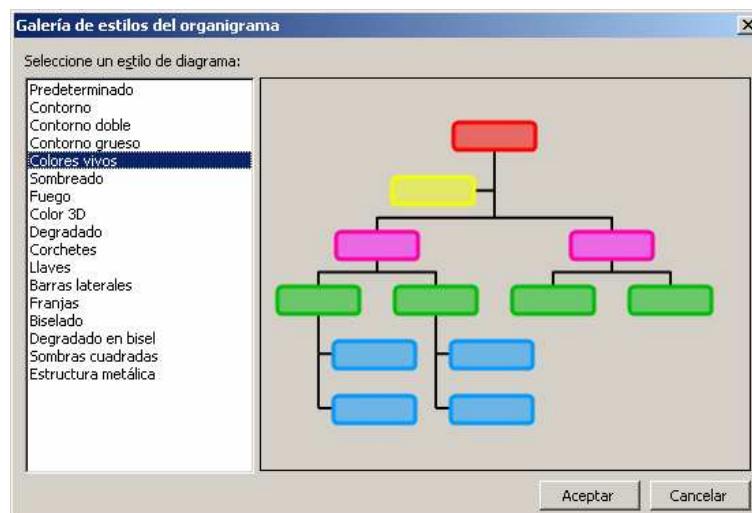 Galería de estilos del organigrama
Seleccione un estilo de diagrama:
Predeterminado
Contorno
Contorno doble
Contorno grueso
Colores vivos
Sombreado
Fuego
Color 3D
Degradado
Corchetes
Llaves
Barras laterales
Franjas
Biselado
Degradado en bisel
Sombras cuadradas
Estructura metálica
Aceptar
Cancelar